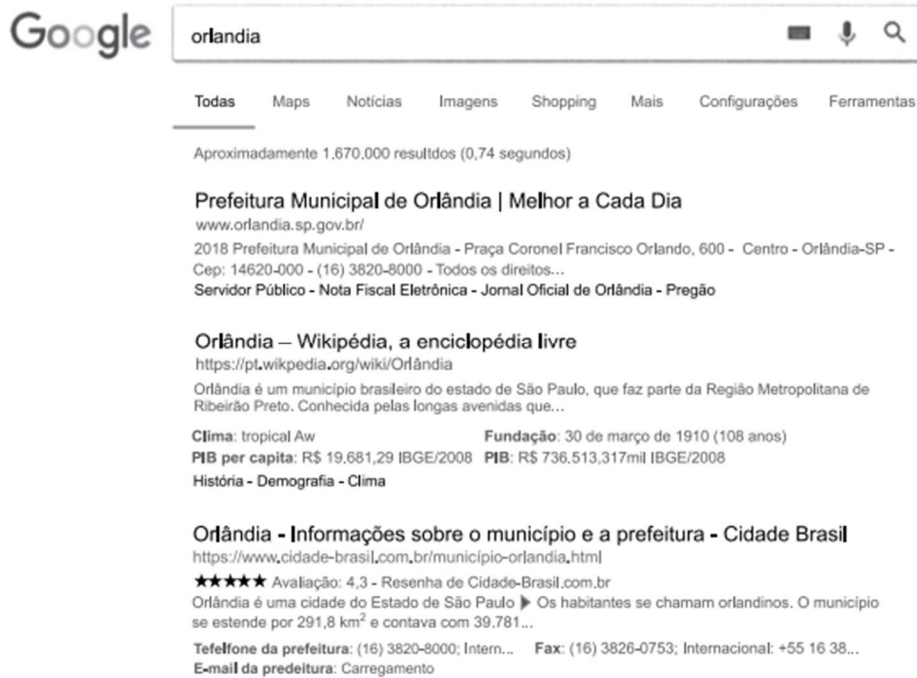 Google orlandia
Todas Maps Notícias Imagens Shopping Mais Configurações Ferramentas
Aproximadamente 1.670.000 resultdos (0,74 segundos)
Prefeitura Municipal de Orlândia | Melhor a Cada Dia
www.orlandia.sp.gov.br/
2018 Prefeitura Municipal de Orlândia - Praça Coronel Francisco Orlando, 600 - Centro - Orlândia-SP -
Cep: 14620-000 - (16) 3820-8000 - Todos os direitos...
Servidor Público - Nota Fiscal Eletrônica - Jornal Oficial de Orlândia - Pregão
Orlândia – Wikipédia, a enciclopédia livre
https://pt.wikpedia.org/wiki/Orlândia
Orlândia é um município brasileiro do estado de São Paulo, que faz parte da Região Metropolitana de
Ribeirão Preto. Conhecida pelas longas avenidas que...
Clima: tropical Aw Fundação: 30 de março de 1910 (108 anos)
PIB per capita: R$ 19.681,29 IBGE/2008 PIB: R$ 736.513,317mil IBGE/2008
História - Demografia - Clima
Orlândia - Informações sobre o município e a prefeitura - Cidade Brasil
https://www.cidade-brasil.com.br/município-orlandia.html
★★★★★ Avaliação: 4,3 - Resenha de Cidade-Brasil.com.br
Orlândia é uma cidade do Estado de São Paulo ▶ Os habitantes se chamam orlandinos. O município
se estende por 291,8 km² e contava com 39.781...
Tefelfone da prefeitura: (16) 3820-8000; Intern... Fax: (16) 3826-0753; Internacional: +55 16 38...
E-mail da predeitura: Carregamento